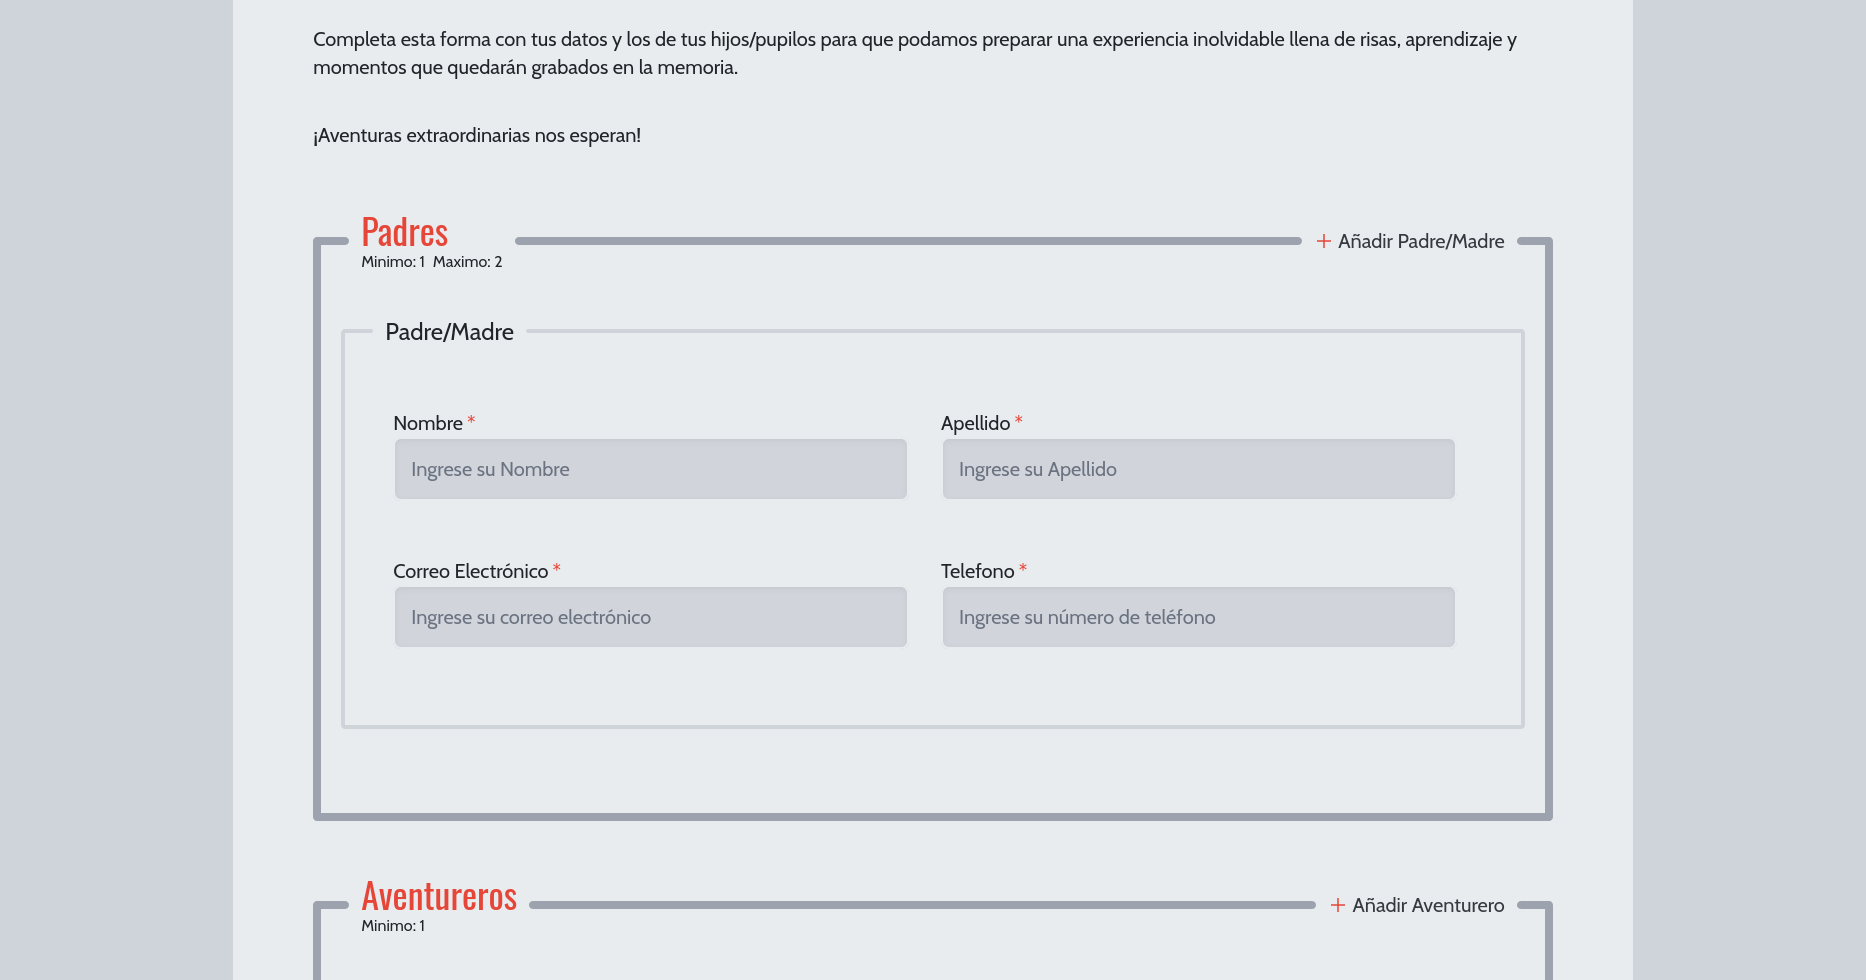 Completa esta forma con tus datos y los de tus hijos/pupilos para que podamos preparar una experiencia inolvidable llena de risas, aprendizaje y
momentos que quedarán grabados en la memoria.
¡Aventuras extraordinarias nos esperan!
Padres
+ Añadir Padre/Madre
Minimo: 1 Maximo: 2
Padre/Madre
Nombre *
Apellido *
Ingrese su Nombre
Ingrese su Apellido
Correo Electrónico *
Telefono *
Ingrese su correo electrónico
Ingrese su número de teléfono
Aventureros
+ Añadir Aventurero
Minimo: 1